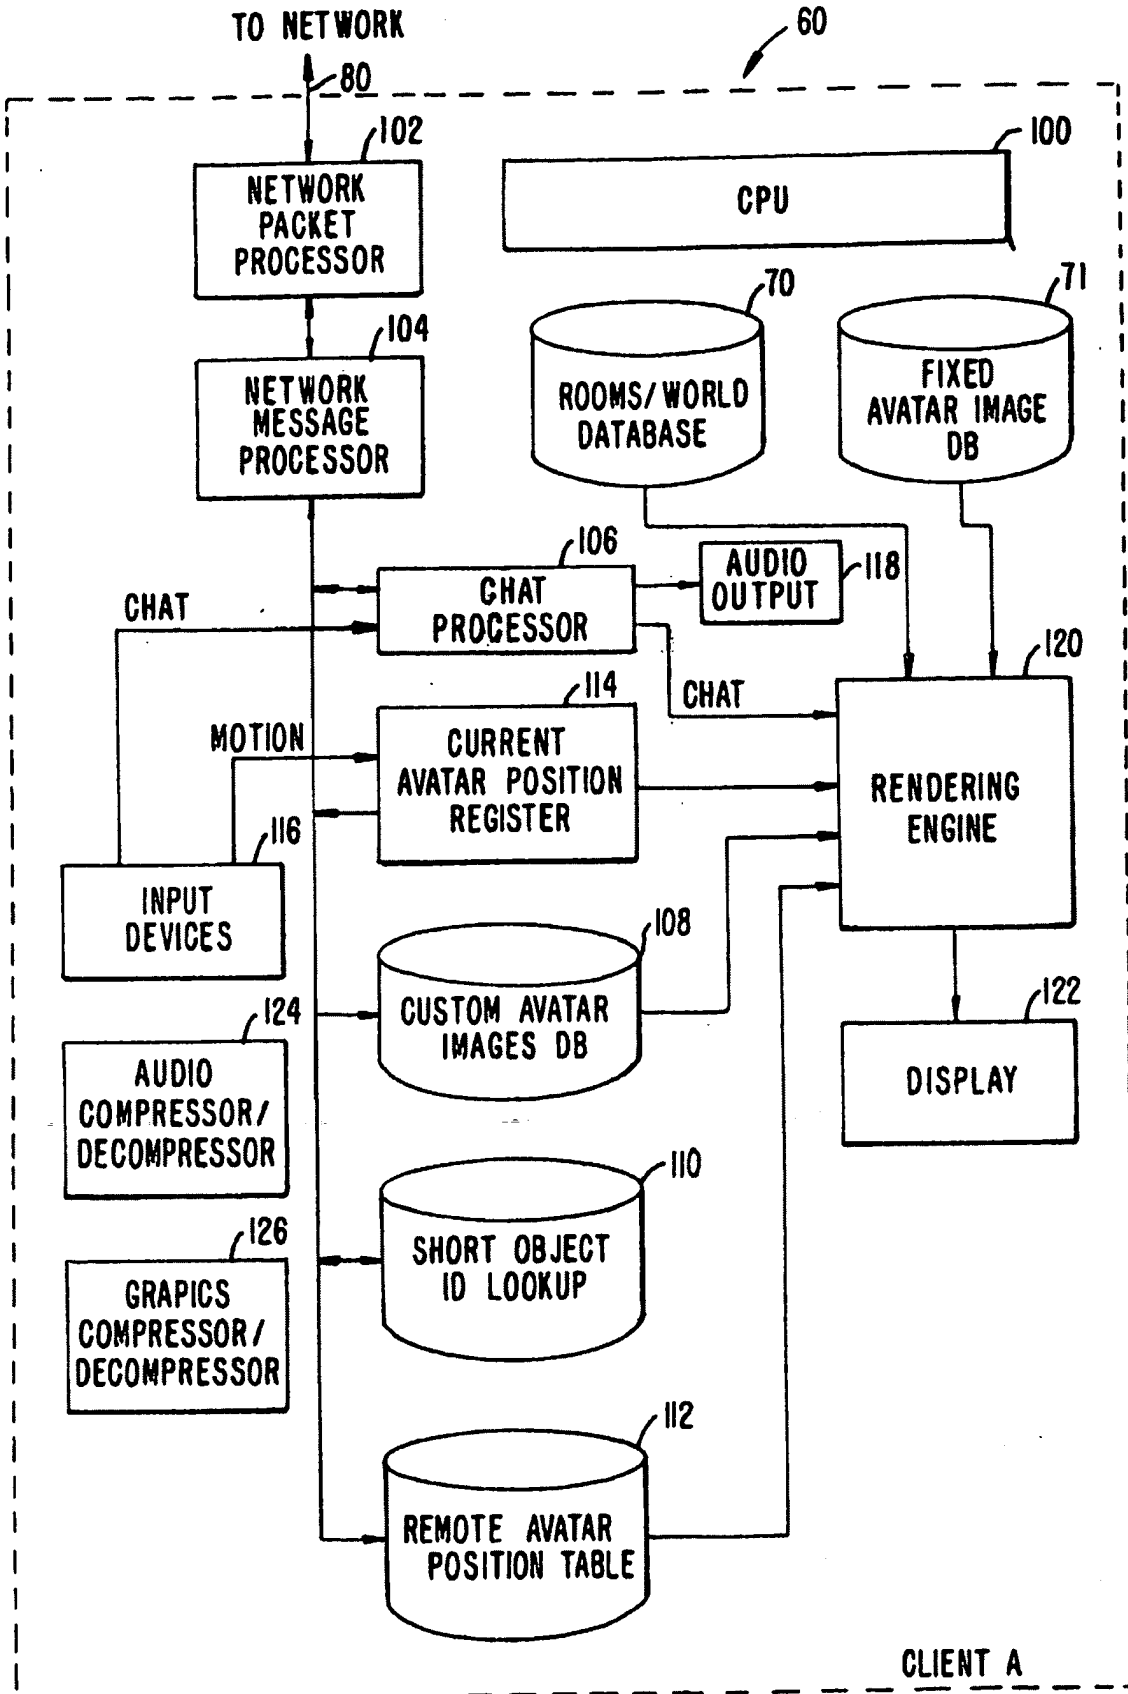 TO NETWORK
60
80
102
NETWORK
PACKET
PROCESSOR
100
CPU
104
NETWORK
MESSAGE
PROCESSOR
70
ROOMS/WORLD
DATABASE
71
FIXED
AVATAR IMAGE
DB
106
CHAT
PROCESSOR
AUDIO
OUTPUT
118
CHAT
114
CURRENT
AVATAR POSITION
REGISTER
MOTION
CHAT
120
RENDERING
ENGINE
116
INPUT
DEVICES
108
CUSTOM AVATAR
IMAGES DB
122
DISPLAY
124
AUDIO
COMPRESSOR/
DECOMPRESSOR
110
SHORT OBJECT
ID LOOKUP
126
GRAPICS
COMPRESSOR/
DECOMPRESSOR
112
REMOTE AVATAR
POSITION TABLE
CLIENT A